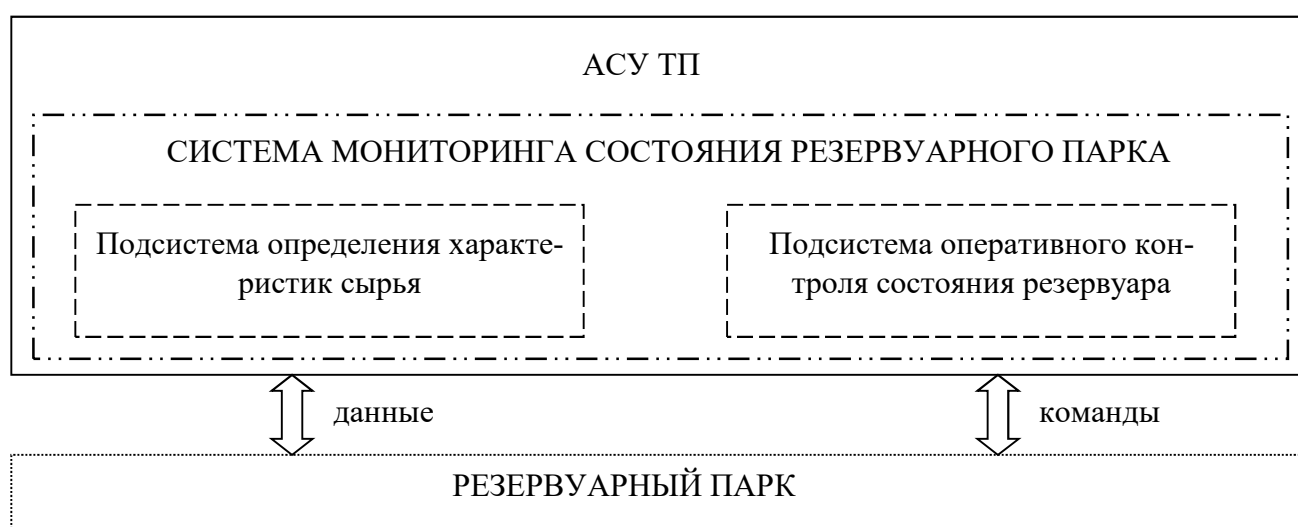 АСУ ТП
СИСТЕМА МОНИТОРИНГА СОСТОЯНИЯ РЕЗЕРВУАРНОГО ПАРКА
Подсистема определения характе-
ристик сырья
Подсистема оперативного кон-
троля состояния резервуара
данные
команды
РЕЗЕРВУАРНЫЙ ПАРК